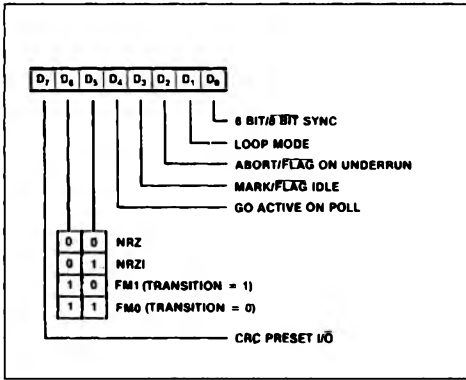 D7 D6 D5 D4 D3 D2 D1 D0
6 BIT/8 BIT SYNC
LOOP MODE
ABORT/FLAG ON UNDERRUN
MARK/FLAG IDLE
GO ACTIVE ON POLL
0 0 NRZ
0 1 NRZI
1 0 FM1 (TRANSITION = 1)
1 1 FM0 (TRANSITION = 0)
CRC PRESET I/O